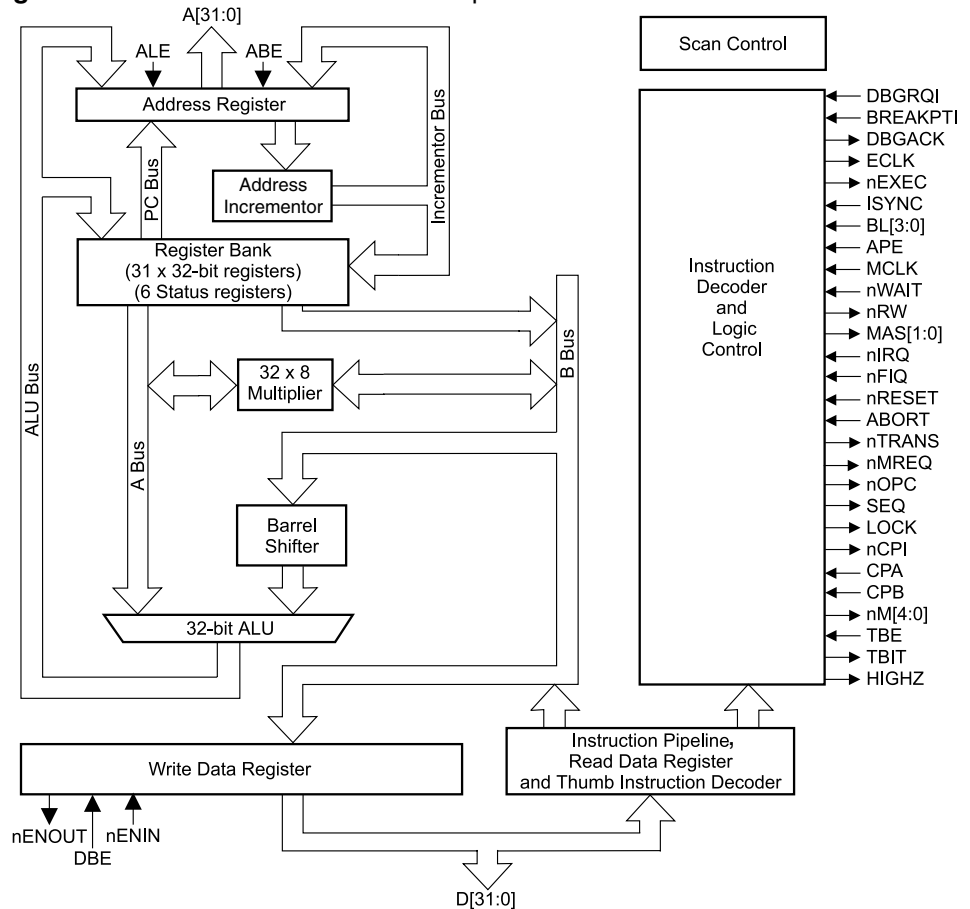 A[31:0]
ALE
ABE
Address Register
PC Bus
Address
Incrementor
Incrementor Bus
Register Bank
(31 x 32-bit registers)
(6 Status registers)
ALU Bus
A Bus
32 x 8
Multiplier
B Bus
Barrel
Shifter
32-bit ALU
Write Data Register
nENOUT
DBE
nENIN
Instruction Pipeline,
Read Data Register
and Thumb Instruction Decoder
D[31:0]
Scan Control
Instruction
Decoder
and
Logic
Control
DBGRQI
BREAKPTI
DBGACK
ECLK
nEXEC
ISYNC
BL[3:0]
APE
MCLK
nWAIT
nRW
MAS[1:0]
nIRQ
nFIQ
nRESET
ABORT
nTRANS
nMREQ
nOPC
SEQ
LOCK
nCPI
CPA
CPB
nM[4:0]
TBE
TBIT
HIGHZ